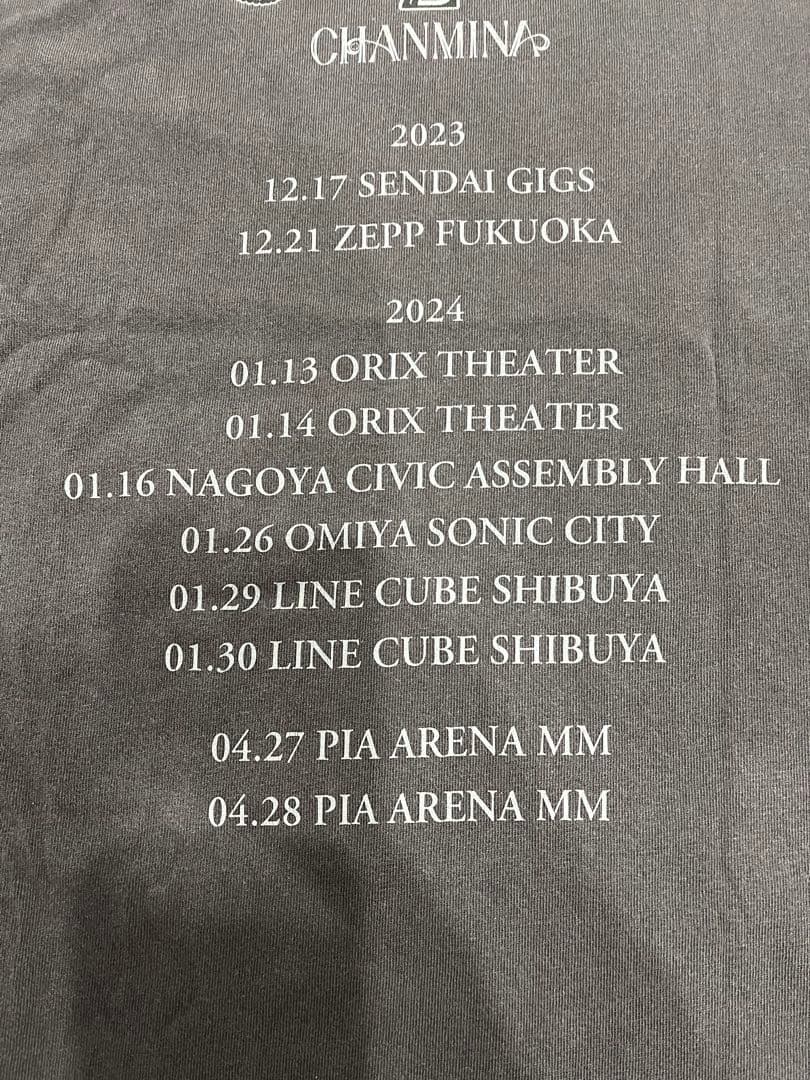 CHANMINA
2023
12.17 SENDAI GIGS
12.21 ZEPP FUKUOKA
2024
01.13 ORIX THEATER
01.14 ORIX THEATER
01.16 NAGOYA CIVIC ASSEMBLY HALL
01.26 OMIYA SONIC CITY
01.29 LINE CUBE SHIBUYA
01.30 LINE CUBE SHIBUYA
04.27 PIA ARENA MM
04.28 PIA ARENA MM